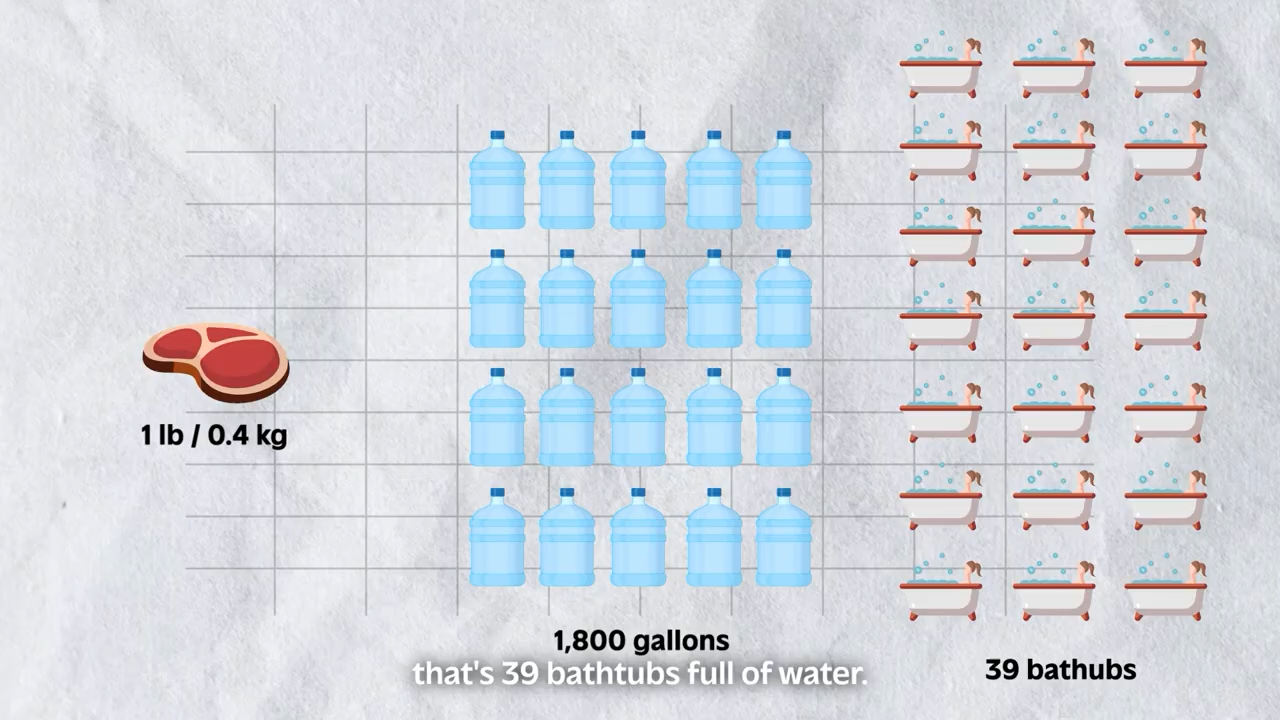 1 lb / 0.4 kg
1,800 gallons
that's 39 bathtubs full of water.
39 bathubs